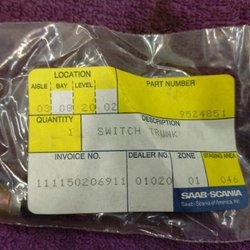 LOCATION
AISLE BAY LEVEL PART NUMBER
03 08 20 02 9524851
QUANTITY DESCRIPTION
1 SWITCH TRUNK
INVOICE NO. DEALER NO. ZONE STAGING AREA
111150206911 01020 01 046
SAAB-SCANIA
Saab-Scania of America, Inc.